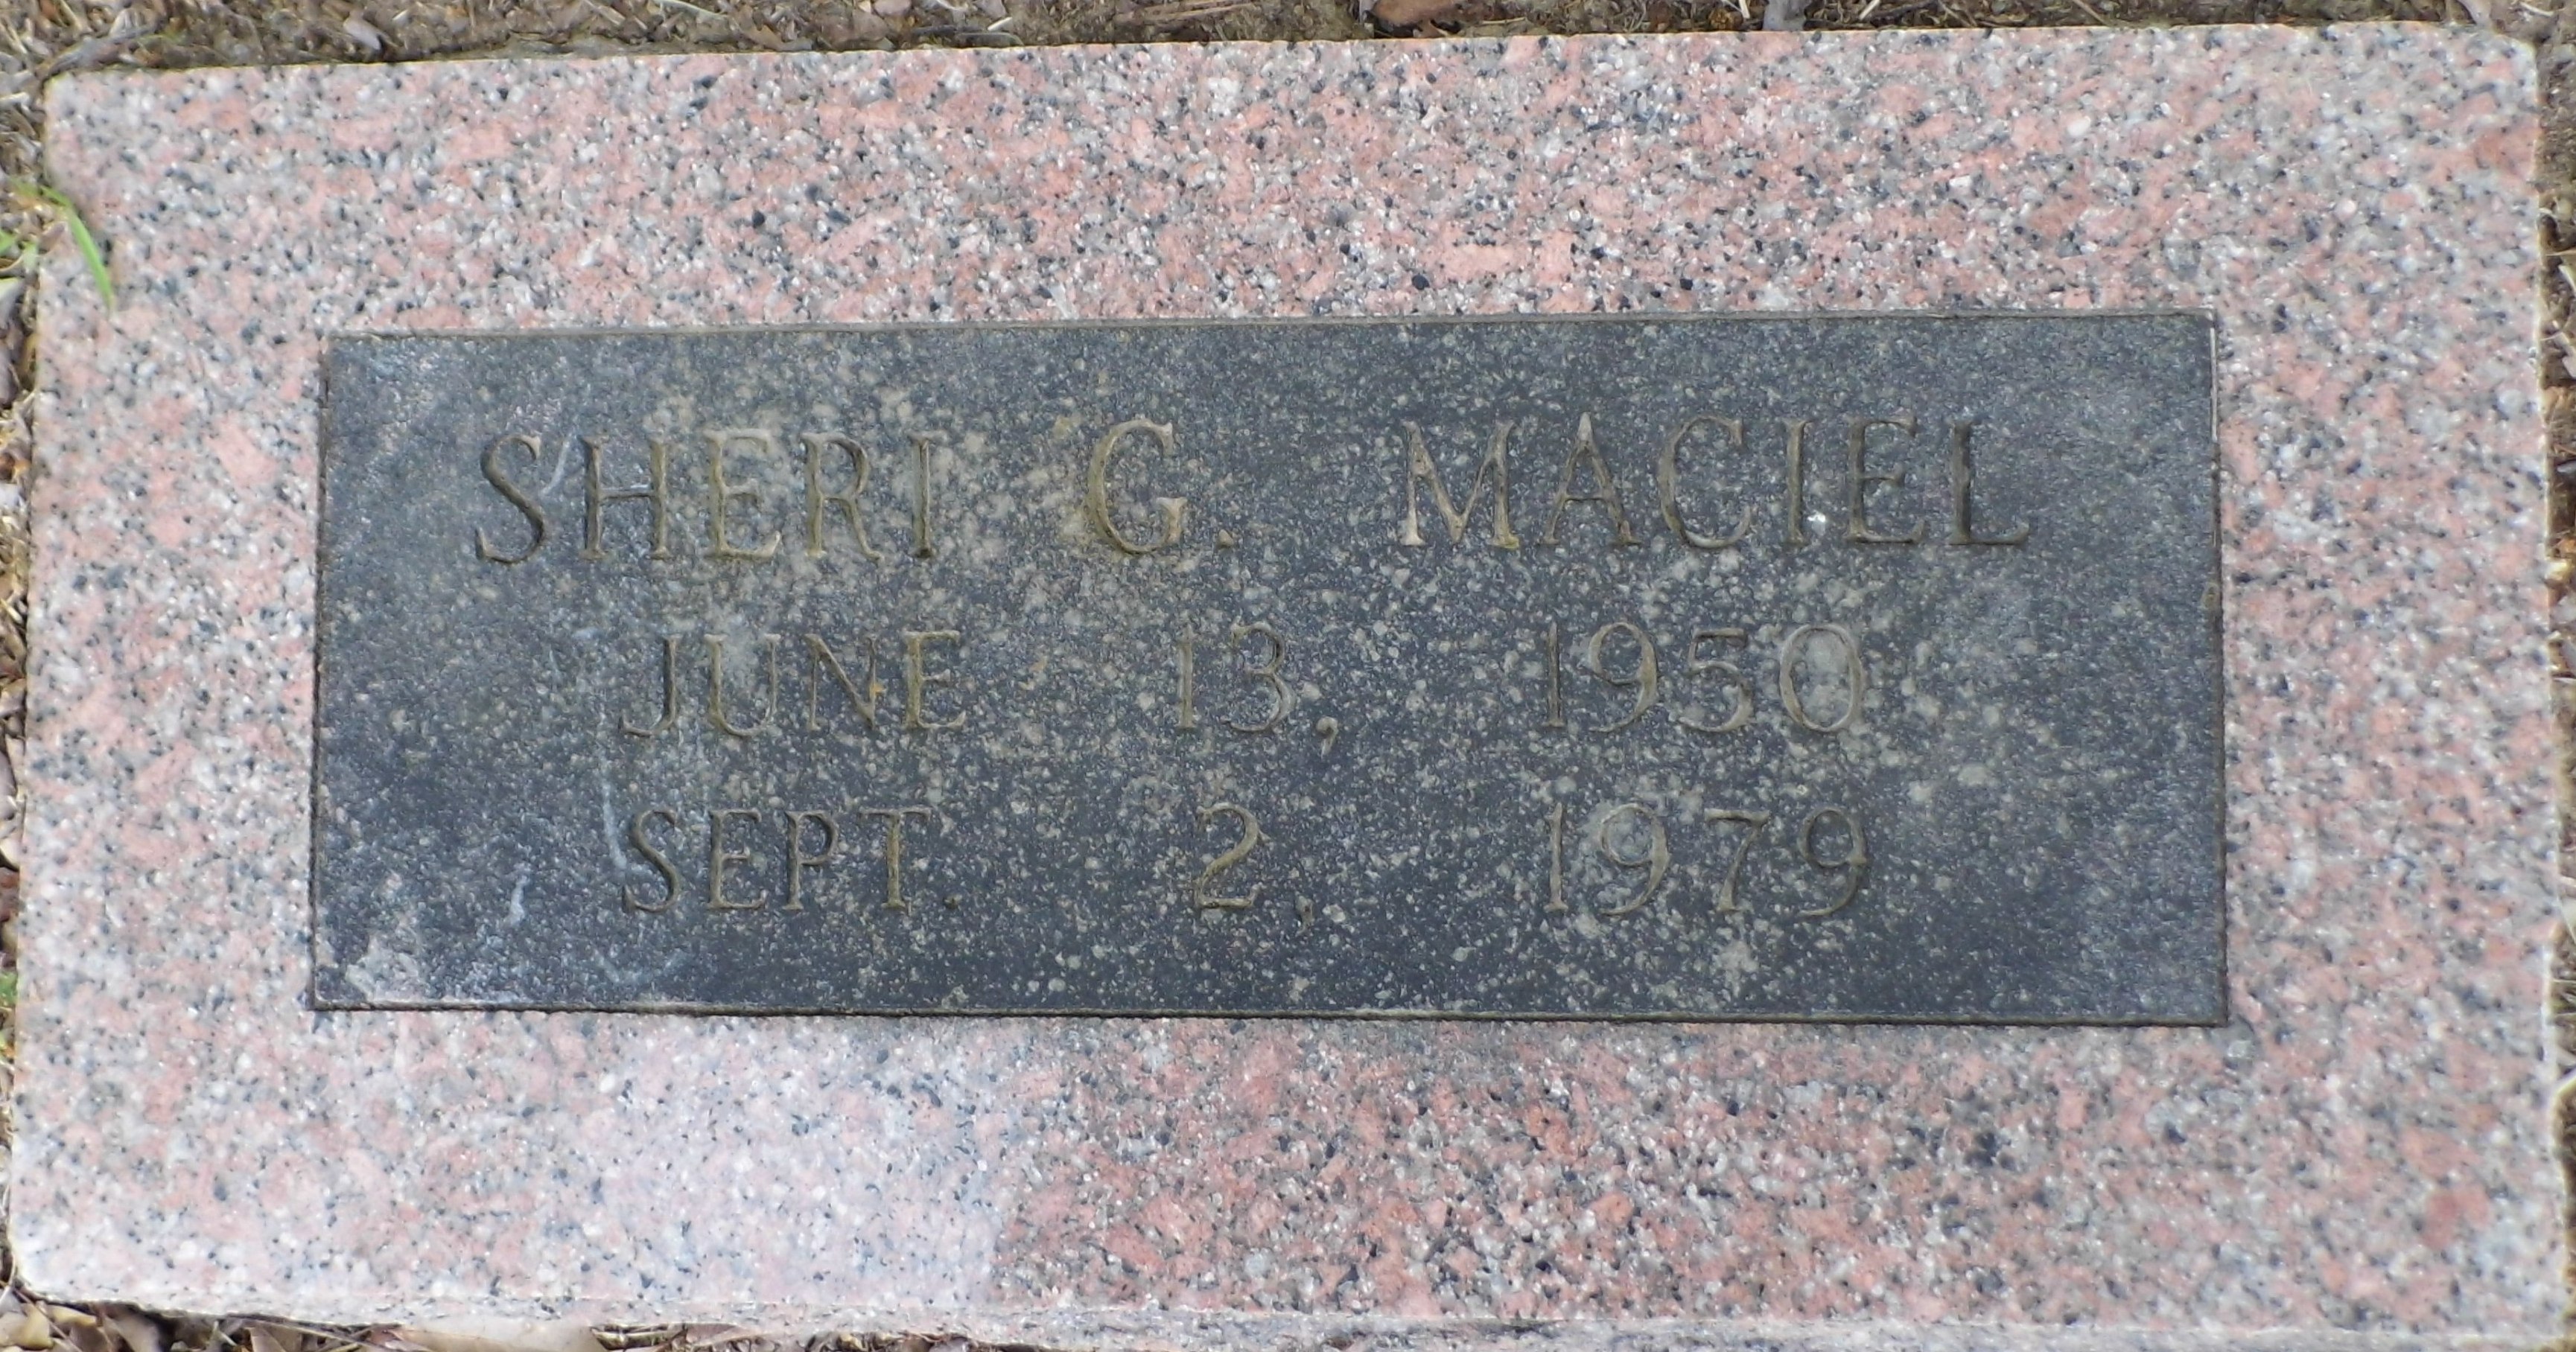 SHERI G. MACIEL
JUNE 13, 1950
SEPT. 2, 1979